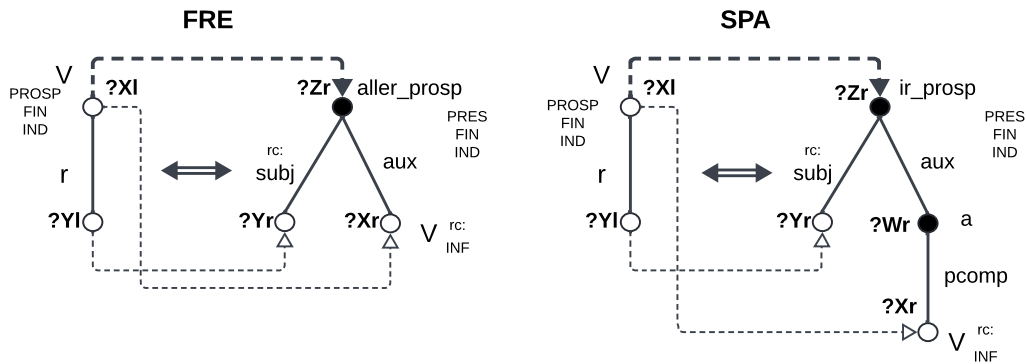 FRE
V
?Xl
PROSP
FIN
IND
r
?Yl
?Zr
aller_prosp
PRES
FIN
IND
rc:
subj
aux
?Yr
?Xr
V
rc:
INF
SPA
V
?Xl
PROSP
FIN
IND
r
?Yl
?Zr
ir_prosp
PRES
FIN
IND
rc:
subj
aux
?Yr
?Wr
a
pcomp
?Xr
V
rc:
INF